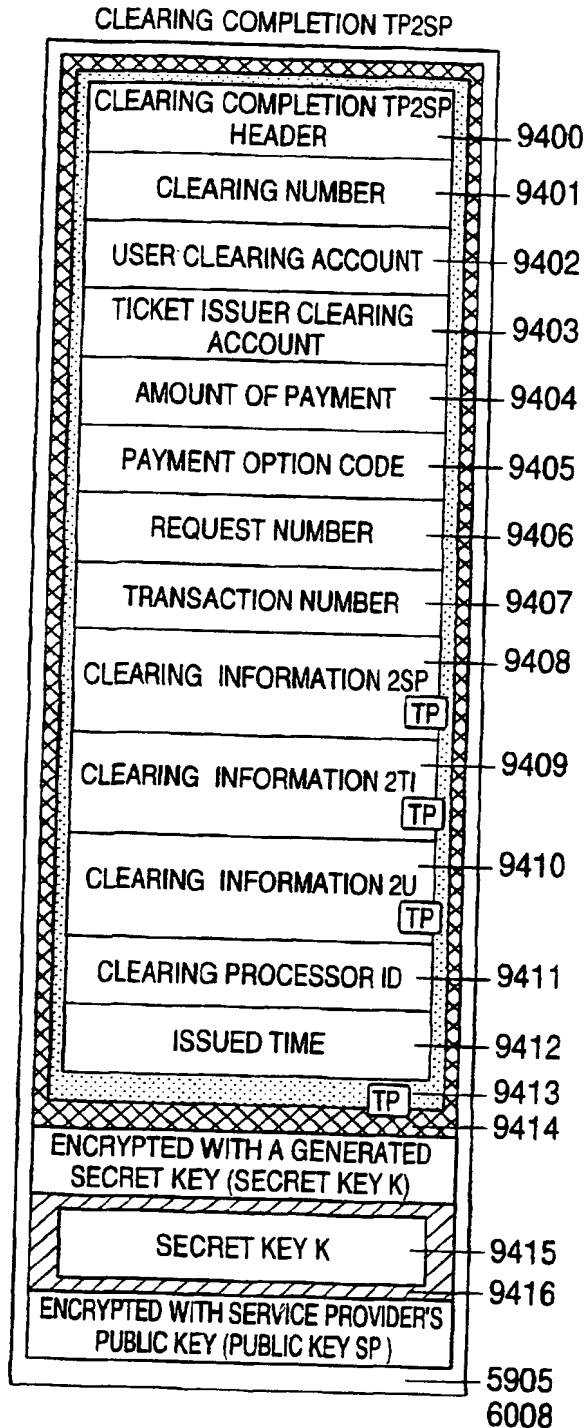 CLEARING COMPLETION TP2SP
CLEARING COMPLETION TP2SP
HEADER
9400
CLEARING NUMBER
9401
USER CLEARING ACCOUNT
9402
TICKET ISSUER CLEARING
ACCOUNT
9403
AMOUNT OF PAYMENT
9404
PAYMENT OPTION CODE
9405
REQUEST NUMBER
9406
TRANSACTION NUMBER
9407
CLEARING INFORMATION 2SP
9408
TP
CLEARING INFORMATION 2TI
9409
TP
CLEARING INFORMATION 2U
9410
TP
CLEARING PROCESSOR ID
9411
ISSUED TIME
9412
TP
9413
9414
ENCRYPTED WITH A GENERATED
SECRET KEY (SECRET KEY K)
SECRET KEY K
9415
9416
ENCRYPTED WITH SERVICE PROVIDER'S
PUBLIC KEY (PUBLIC KEY SP)
5905
6008